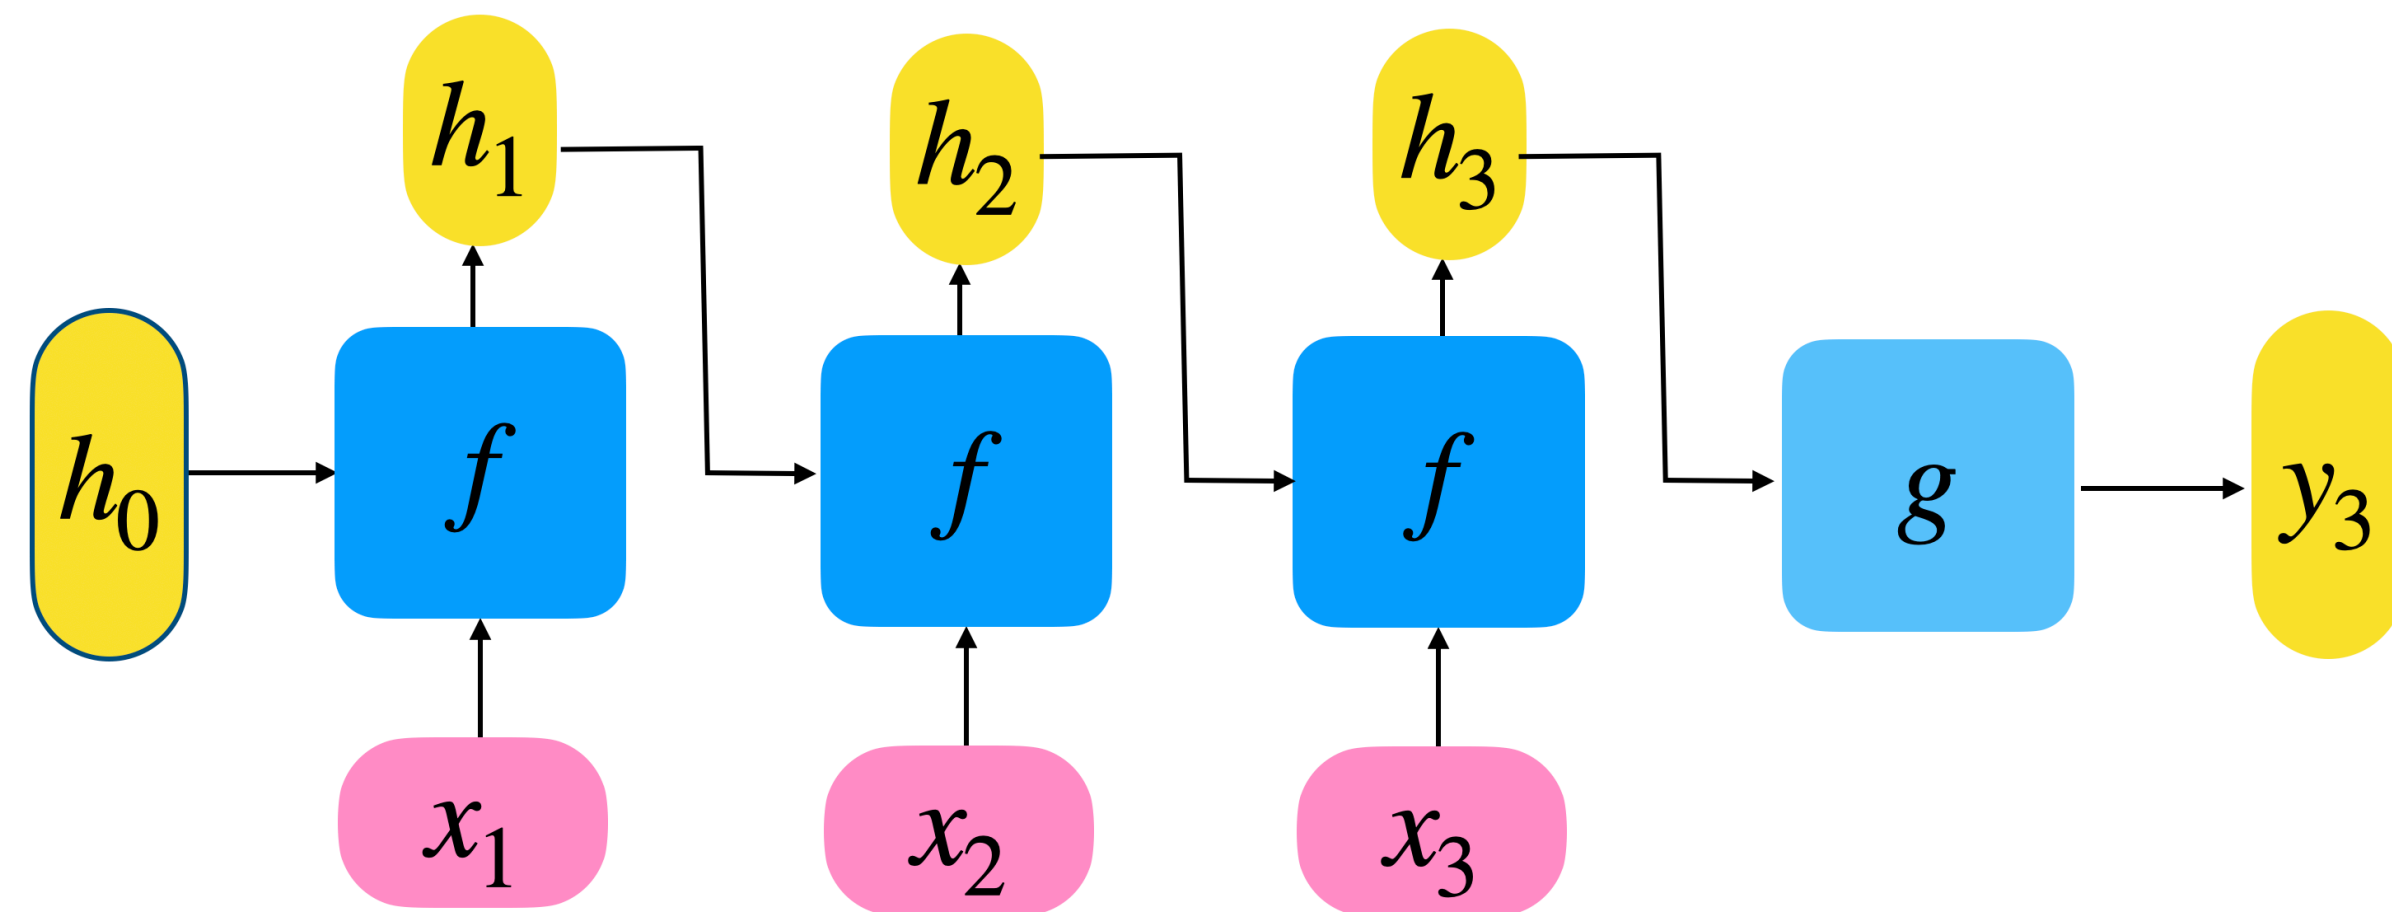 h₁
h₂
h₃
h₀
f
f
f
g
y₃
x₁
x₂
x₃